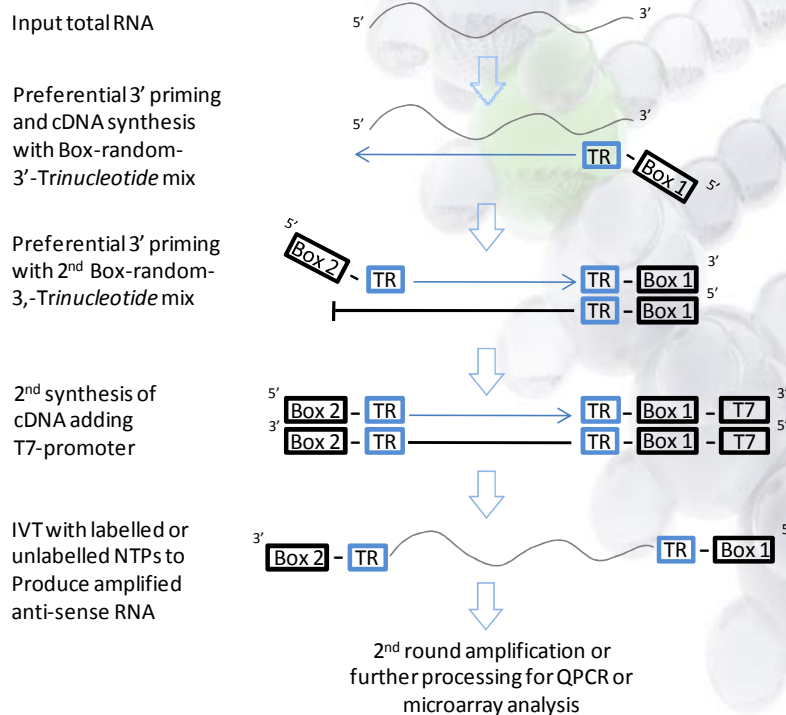 Input total RNA
5’
3’
Preferential 3’ priming
and cDNA synthesis
with Box-random-
3’-Trinucleotide mix
5’
3’
TR – Box 1
5’
Preferential 3’ priming
with 2nd Box-random-
3,-Trinucleotide mix
5’
Box 2 – TR
TR – Box 1
3’
TR – Box 1
5’
2nd synthesis of
cDNA adding
T7-promoter
5’
Box 2 – TR
TR – Box 1 – T7
3’
3’
Box 2 – TR
TR – Box 1 – T7
5’
IVT with labelled or
unlabelled NTPs to
Produce amplified
anti-sense RNA
3’
Box 2 – TR
TR – Box 1
5’
2nd round amplification or
further processing for QPCR or
microarray analysis